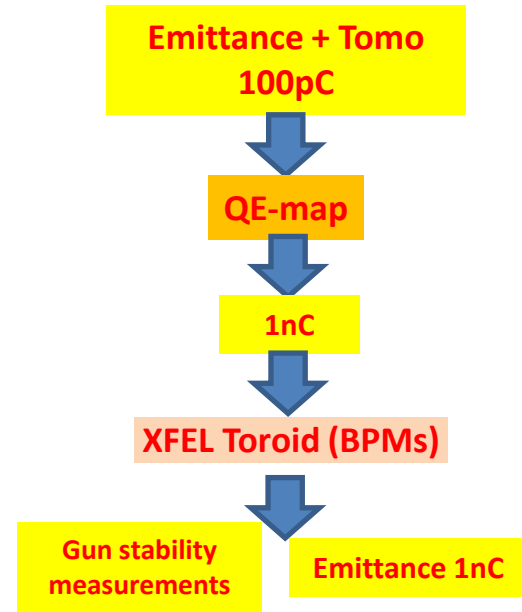 Emittance + Tomo
100pC
QE-map
1nC
XFEL Toroid (BPMs)
Gun stability
measurements
Emittance 1nC